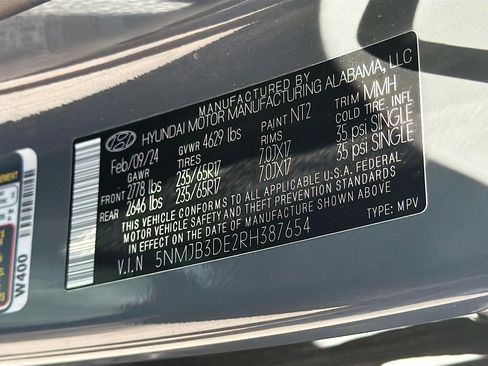 MANUFACTURED BY
HYUNDAI MOTOR MANUFACTURING ALABAMA, LLC
Feb/09/24 GVWR 4629 lbs PAINT NT2 TRIM MMH
GAWR TIRES RIMS COLD TIRE INFL
FRONT 2778 lbs 235/65R17 7.0JX17 35 psi SINGLE
REAR 2646 lbs 235/65R17 7.0JX17 35 psi SINGLE
THIS VEHICLE CONFORMS TO ALL APPLICABLE U.S.A. FEDERAL
MOTOR VEHICLE SAFETY AND THEFT PREVENTION STANDARDS
IN EFFECT ON THE DATE OF MANUFACTURE SHOWN ABOVE
V.I.N 5NMJB3DE2RH387654 TYPE: MPV
W400